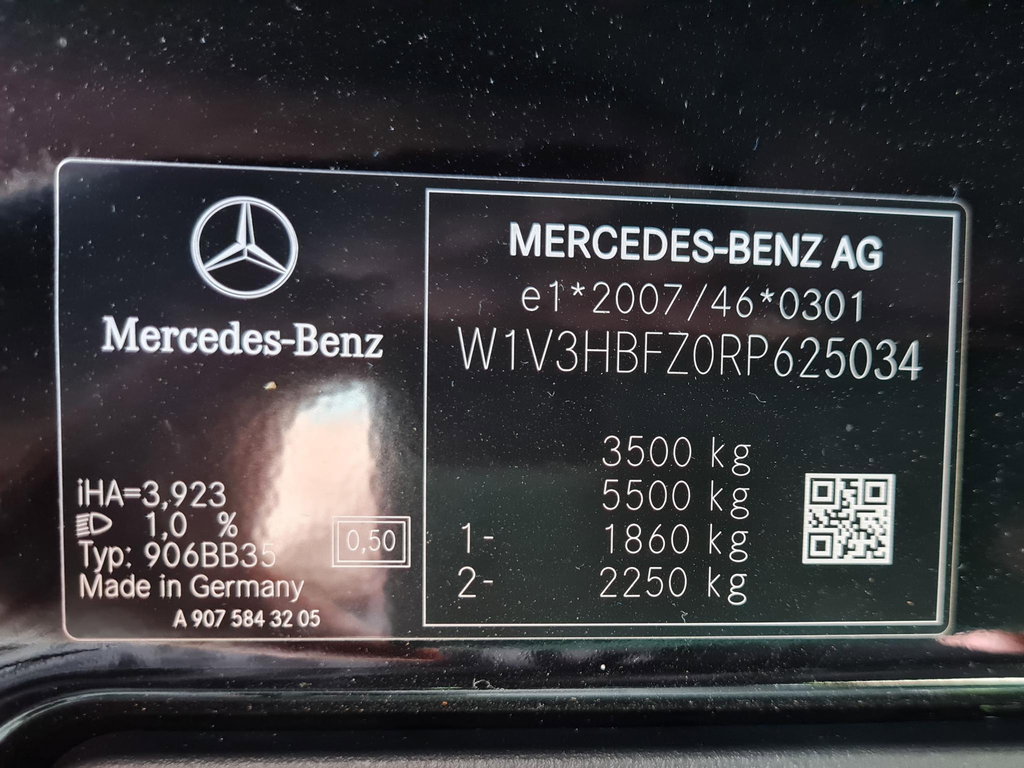 Mercedes-Benz
iHA=3,923
1,0 %
Typ: 906BB35
Made in Germany
A 907 584 32 05
0,50
MERCEDES-BENZ AG
e1*2007/46*0301
W1V3HBFZ0RP625034
3500 kg
5500 kg
1- 1860 kg
2- 2250 kg